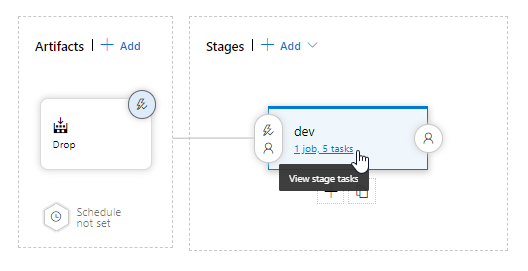 Artifacts | + Add
Stages | + Add
Drop
dev
1 job, 5 tasks
View stage tasks
Schedule
not set